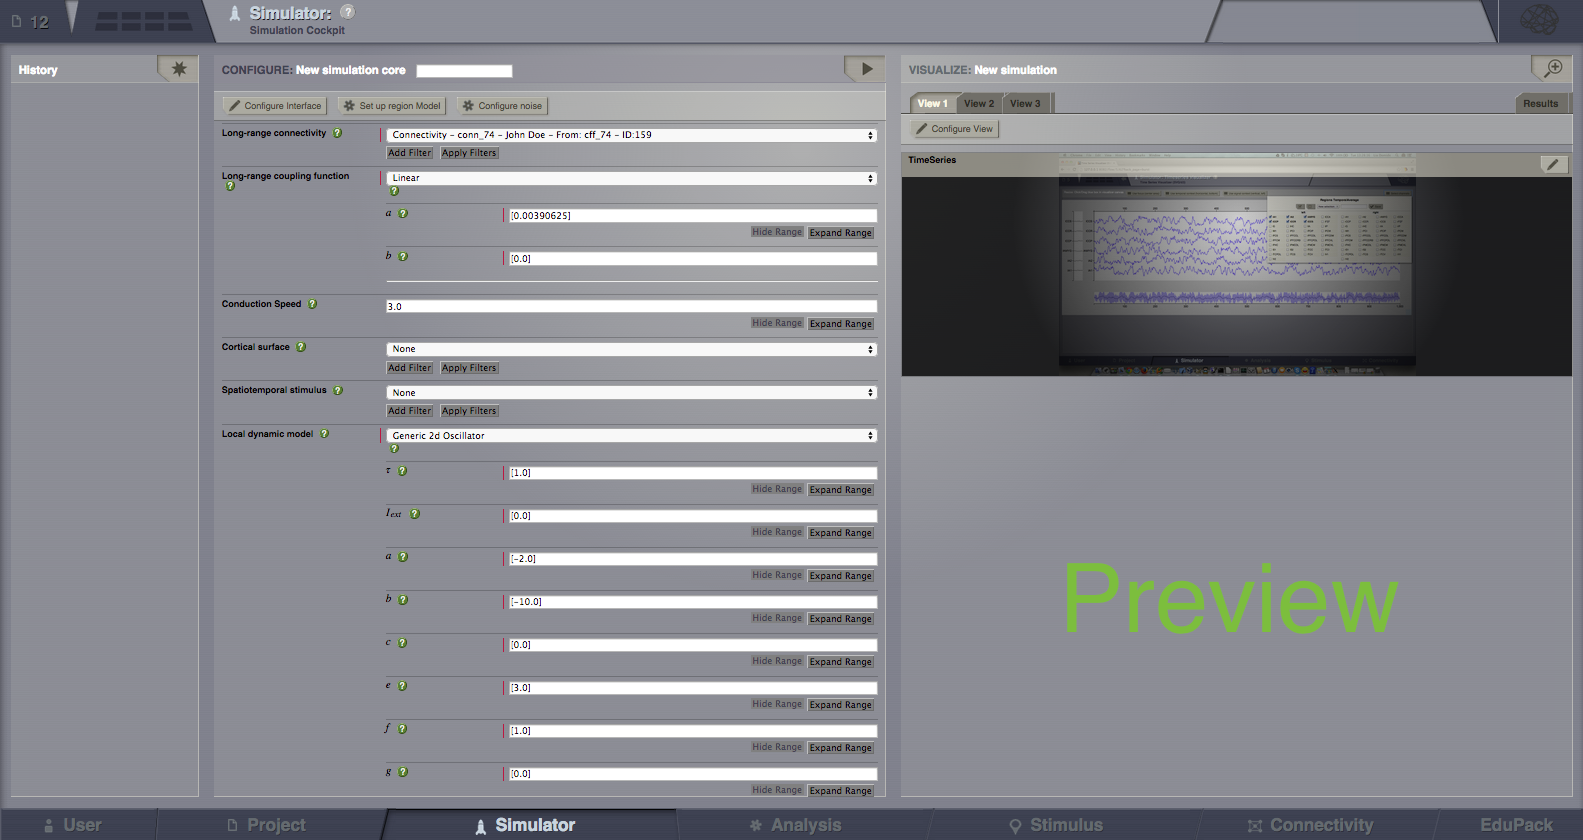 12
Simulator: ?
Simulation Cockpit
History
CONFIGURE: New simulation core
Configure Interface Set up region Model Configure noise
Long-range connectivity ?
Connectivity - conn_74 - John Doe - From: cff_74 - ID:159
Add Filter Apply Filters
Long-range coupling function ?
Linear
?
a ? [0.00390625]
Hide Range Expand Range
b ? [0.0]
Conduction Speed ? 3.0
Hide Range Expand Range
Cortical surface ? None
Add Filter Apply Filters
Spatiotemporal stimulus ? None
Add Filter Apply Filters
Local dynamic model ? Generic 2d Oscillator
?
τ ? [1.0]
Hide Range Expand Range
I ext ? [0.0]
Hide Range Expand Range
a ? [-2.0]
Hide Range Expand Range
b ? [-10.0]
Hide Range Expand Range
c ? [0.0]
Hide Range Expand Range
e ? [3.0]
Hide Range Expand Range
f ? [1.0]
Hide Range Expand Range
g ? [0.0]
Hide Range Expand Range
VISUALIZE: New simulation
View 1 View 2 View 3 Results
Configure View
TimeSeries
Simulator
Preview
User Project Simulator Analysis Stimulus Connectivity EduPack